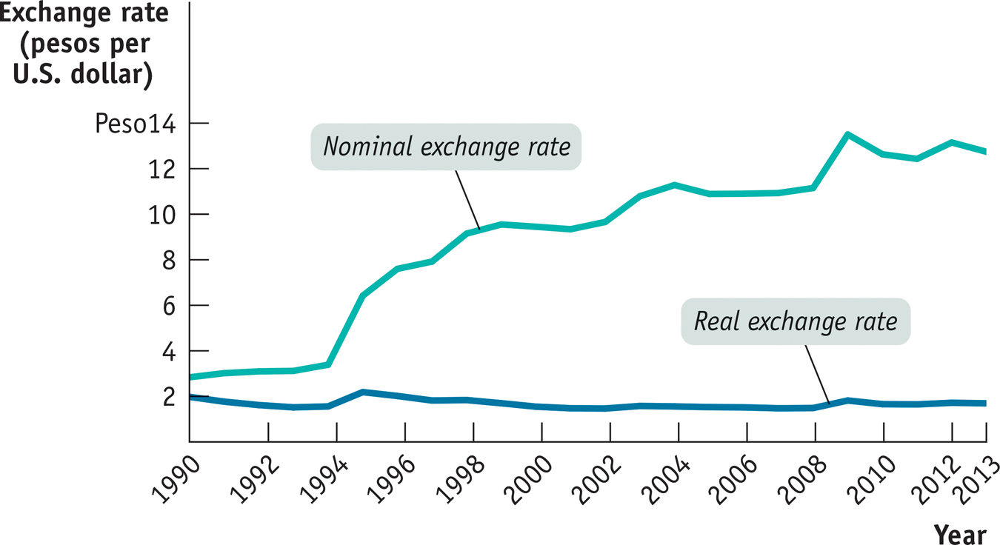 Exchange rate
(pesos per
U.S. dollar)
Peso14
12
10
8
6
4
2
Nominal exchange rate
Real exchange rate
1990
1992
1994
1996
1998
2000
2002
2004
2006
2008
2010
2012
2013
Year